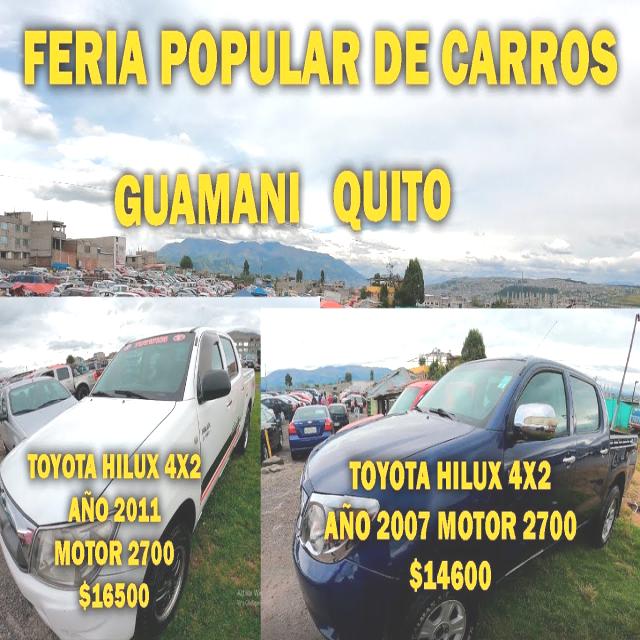 FERIA POPULAR DE CARROS
GUAMANI QUITO
TOYOTA HILUX 4X2
AÑO 2011
MOTOR 2700
$16500
TOYOTA HILUX 4X2
AÑO 2007 MOTOR 2700
$14600